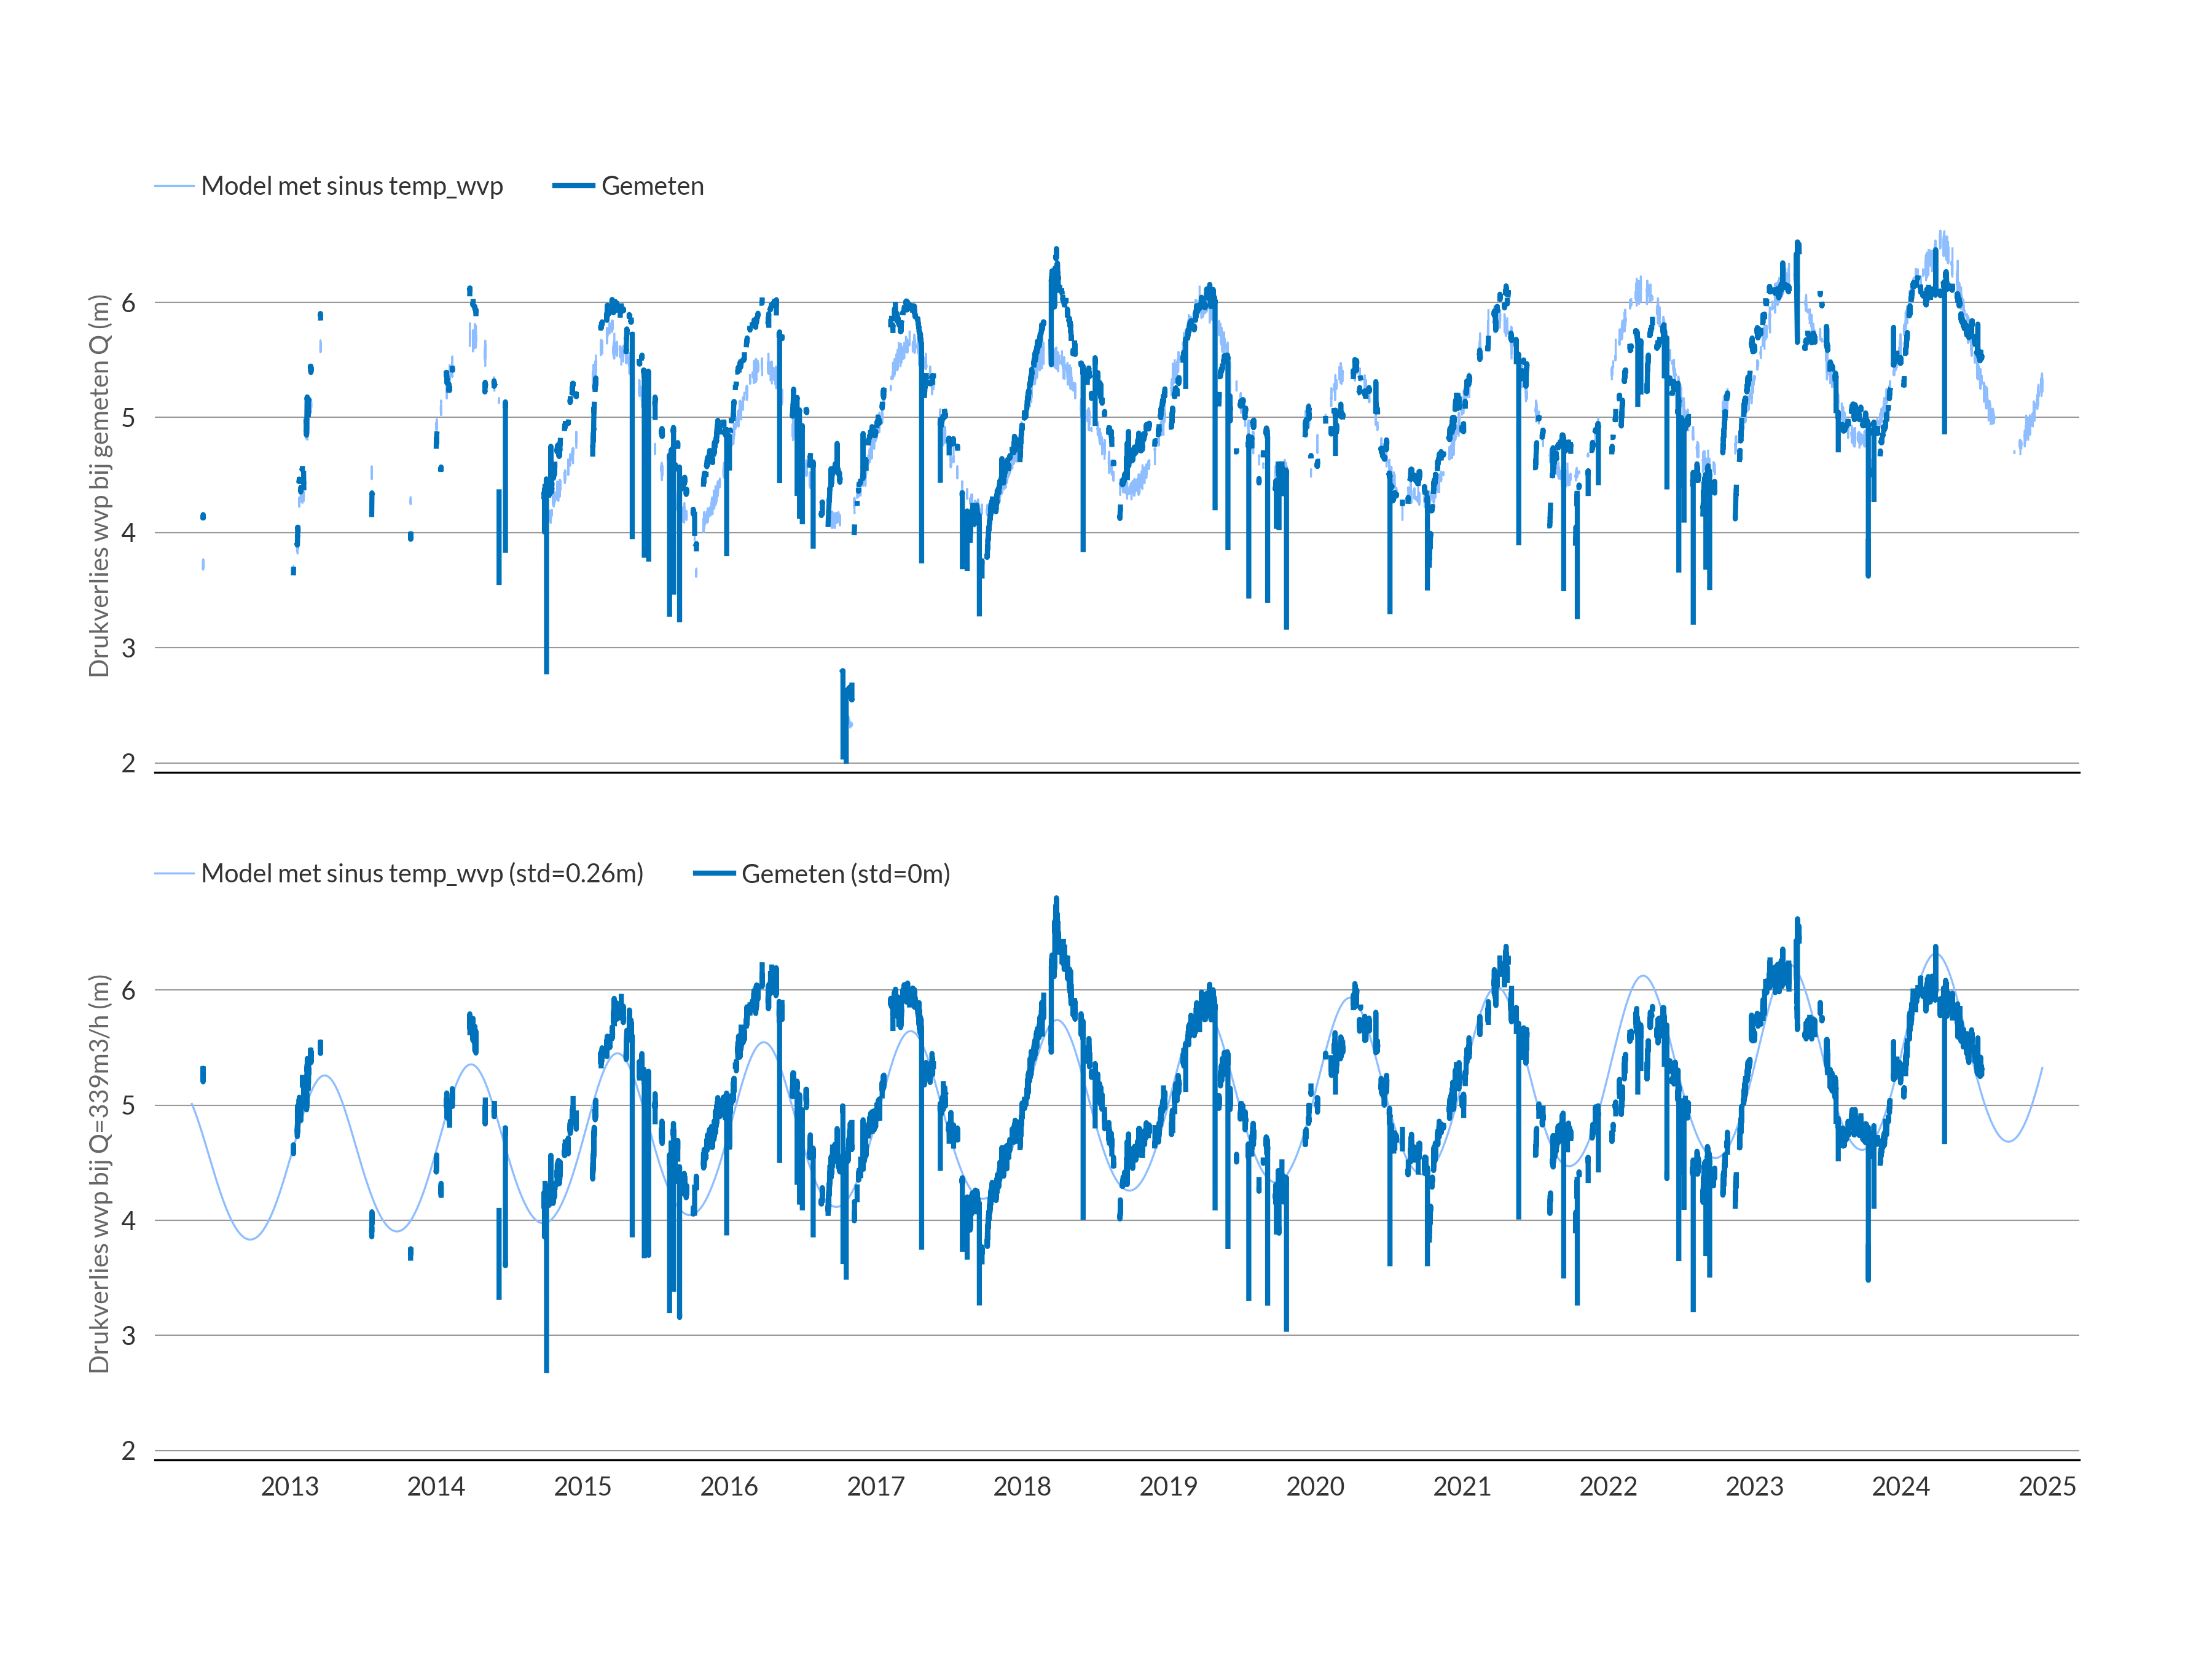 Model met sinus temp_wvp Gemeten
Drukverlies wvp bij gemeten Q (m)
6
5
4
3
2
Model met sinus temp_wvp (std=0.26m) Gemeten (std=0m)
Drukverlies wvp bij Q=339m3/h (m)
6
5
4
3
2
2013 2014 2015 2016 2017 2018 2019 2020 2021 2022 2023 2024 2025